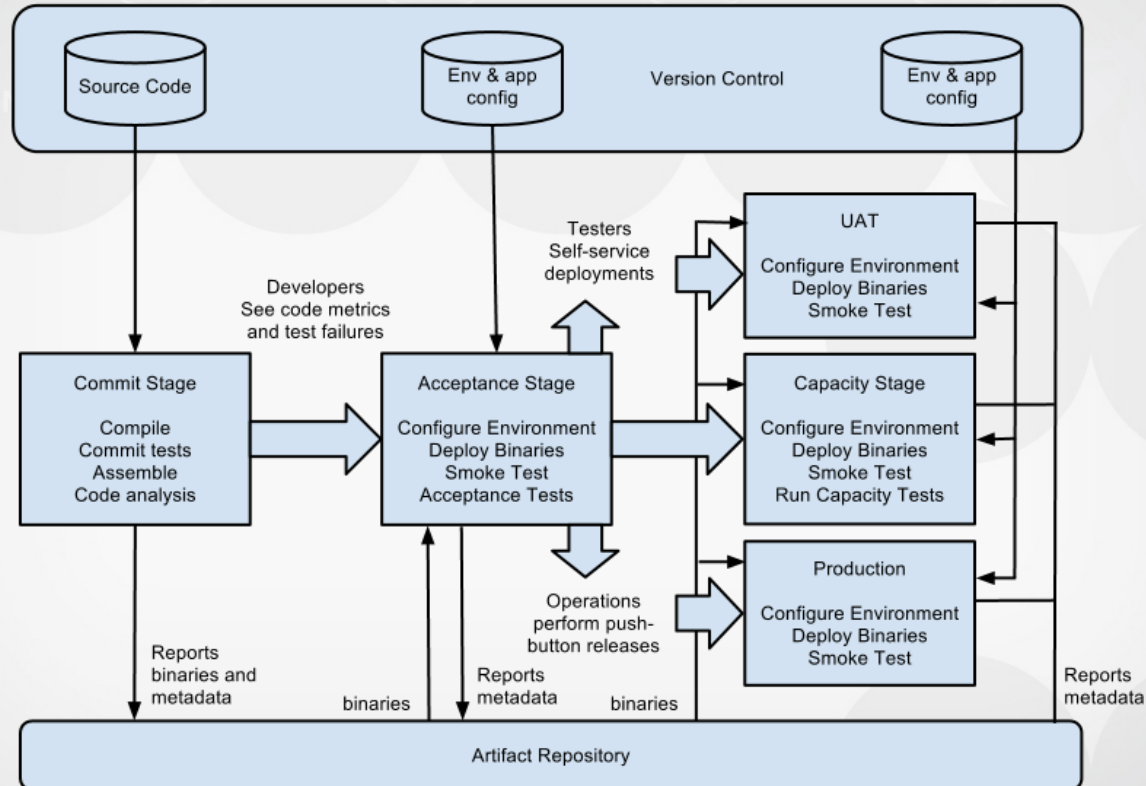 Source Code
Env & app
config
Version Control
Env & app
config
Developers
See code metrics
and test failures
Testers
Self-service
deployments
UAT
Configure Environment
Deploy Binaries
Smoke Test
Commit Stage
Compile
Commit tests
Assemble
Code analysis
Acceptance Stage
Configure Environment
Deploy Binaries
Smoke Test
Acceptance Tests
Capacity Stage
Configure Environment
Deploy Binaries
Smoke Test
Run Capacity Tests
Operations
perform push-
button releases
Production
Configure Environment
Deploy Binaries
Smoke Test
Reports
binaries and
metadata
binaries
Reports
metadata
binaries
Reports
metadata
Artifact Repository